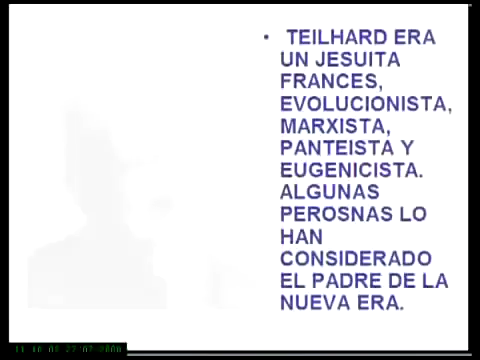 • TEILHARD ERA
UN JESUITA
FRANCES,
EVOLUCIONISTA,
MARXISTA,
PANTEISTA Y
EUGENICISTA.
ALGUNAS
PEROSNAS LO
HAN
CONSIDERADO
EL PADRE DE LA
NUEVA ERA.